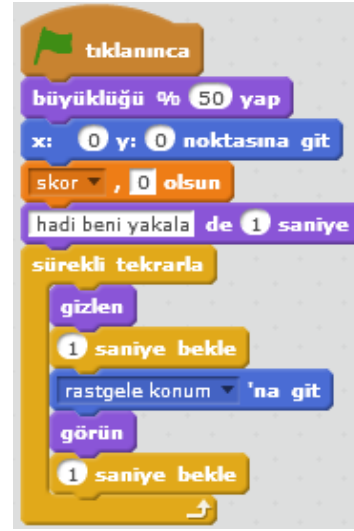 tıklanınca
büyüklüğü % 50 yap
x: 0 y: 0 noktasına git
skor , 0 olsun
hadi beni yakala de 1 saniye
sürekli tekrarla
gizlen
1 saniye bekle
rastgele konum 'na git
görün
1 saniye bekle